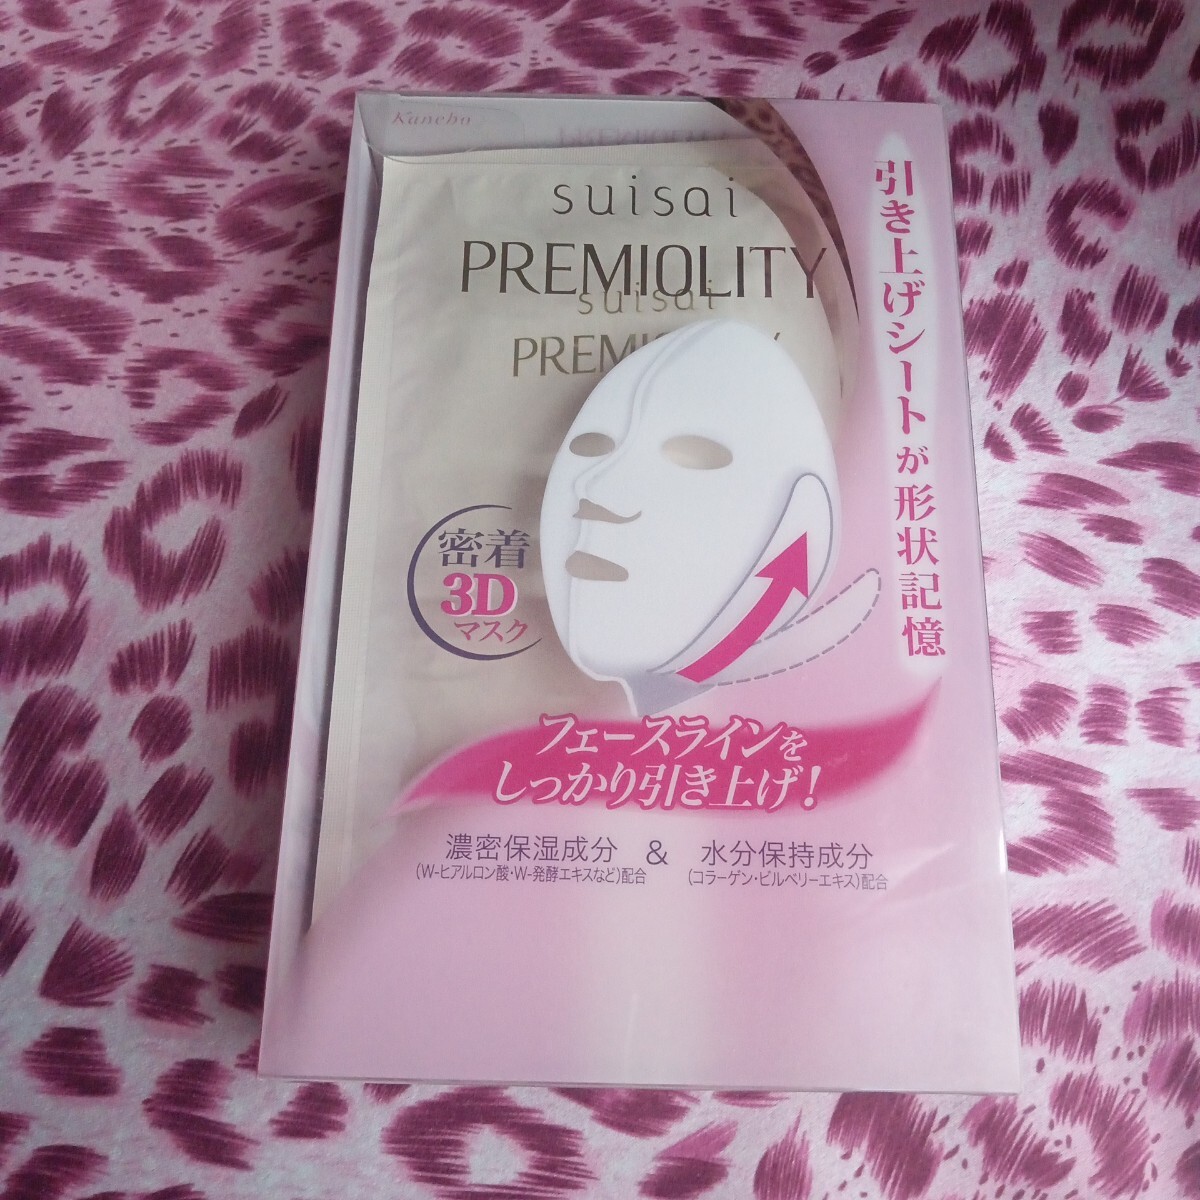 Kanebo
suisai
PREMIOLITY
suisai
引き上げシートが形状記憶
密着
3D
マスク
フェースラインを
しっかり引き上げ!
濃密保湿成分 & 水分保持成分
(W-ヒアルロン酸・W-発酵エキスなど)配合 (コラーゲン・ビルベリーエキス)配合